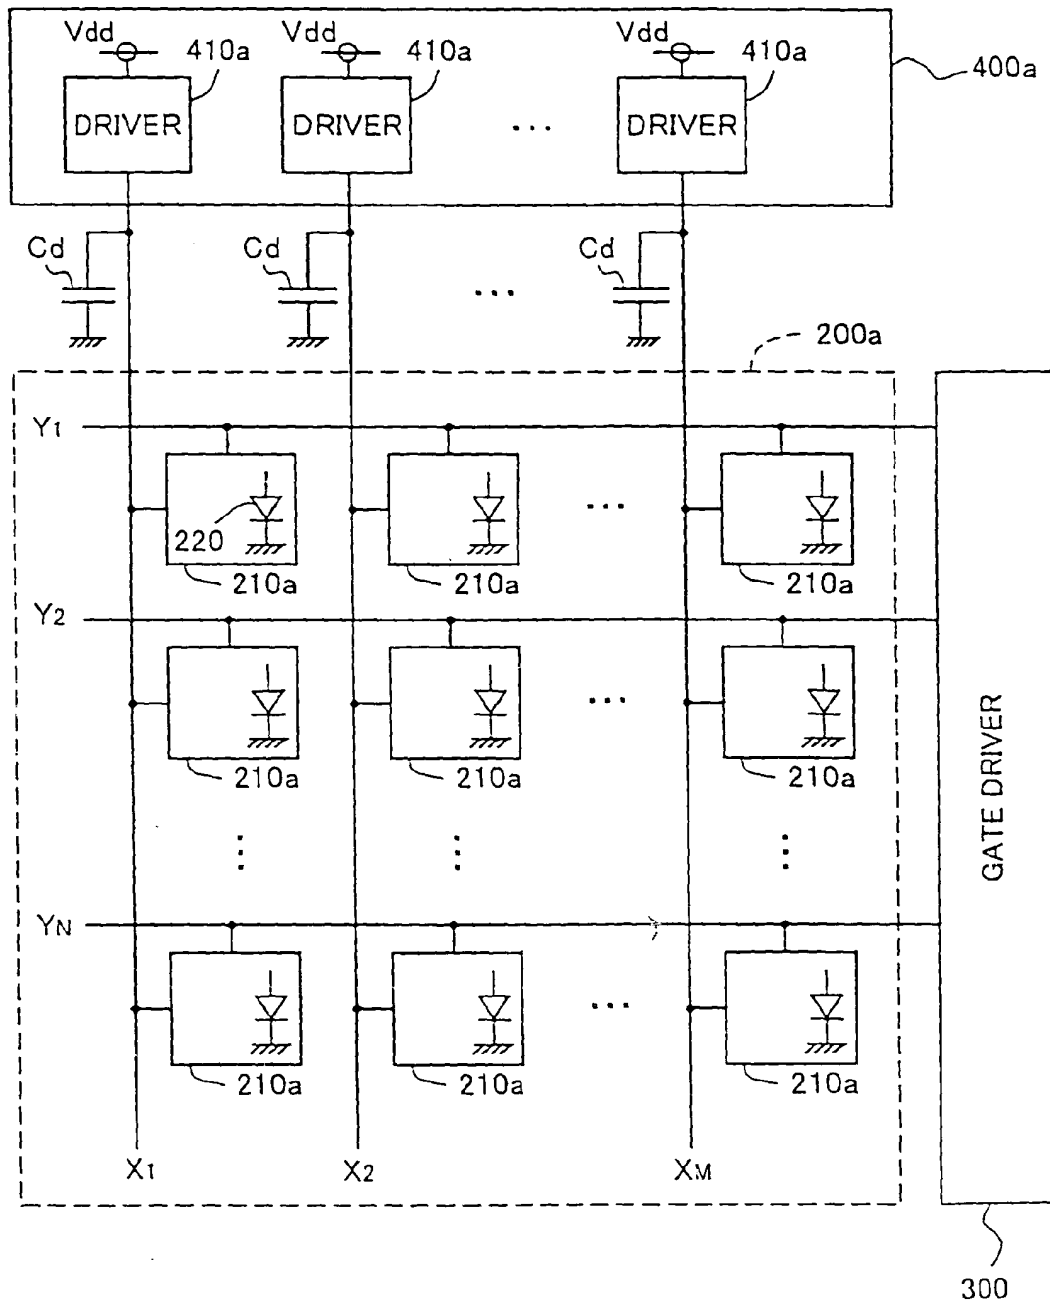 Vdd 410a Vdd 410a Vdd 410a 400a
DRIVER DRIVER ... DRIVER
Cd Cd ... Cd
200a
Y1
220
210a 210a ... 210a
Y2
210a 210a ... 210a
GATE DRIVER
YN
210a 210a ... 210a
X1 X2 XM
300